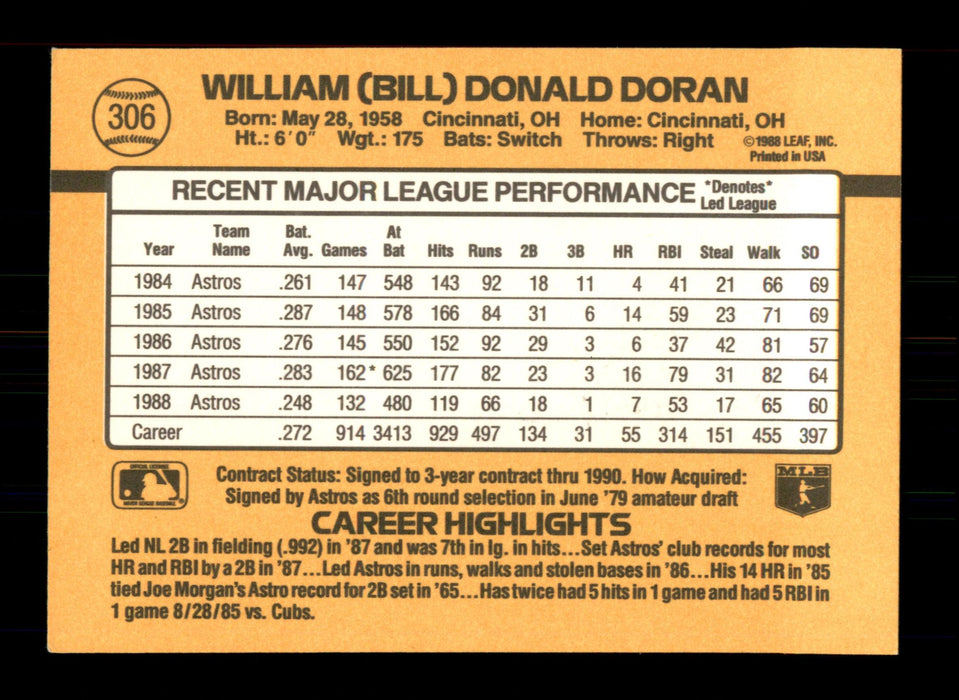 WILLIAM (BILL) DONALD DORAN
306
Born: May 28, 1958 Cincinnati, OH Home: Cincinnati, OH
Ht.: 6'0" Wgt.: 175 Bats: Switch Throws: Right
©1988 LEAF, INC.
Printed in USA
RECENT MAJOR LEAGUE PERFORMANCE *Denotes* Led League
Year Team Name Bat. Avg. Games At Bat Hits Runs 2B 3B HR RBI Steal Walk SO
1984 Astros .261 147 548 143 92 18 11 4 41 21 66 69
1985 Astros .287 148 578 166 84 31 6 14 59 23 71 69
1986 Astros .276 145 550 152 92 29 3 6 37 42 81 57
1987 Astros .283 162* 625 177 82 23 3 16 79 31 82 64
1988 Astros .248 132 480 119 66 18 1 7 53 17 65 60
Career .272 914 3413 929 497 134 31 55 314 151 455 397
OFFICIAL LICENSEE
MAJOR LEAGUE BASEBALL
MLB
Contract Status: Signed to 3-year contract thru 1990. How Acquired:
Signed by Astros as 6th round selection in June '79 amateur draft
CAREER HIGHLIGHTS
Led NL 2B in fielding (.992) in '87 and was 7th in lg. in hits...Set Astros' club records for most
HR and RBI by a 2B in '87...Led Astros in runs, walks and stolen bases in '86...His 14 HR in '85
tied Joe Morgan's Astro record for 2B set in '65...Has twice had 5 hits in 1 game and had 5 RBI in
1 game 8/28/85 vs. Cubs.